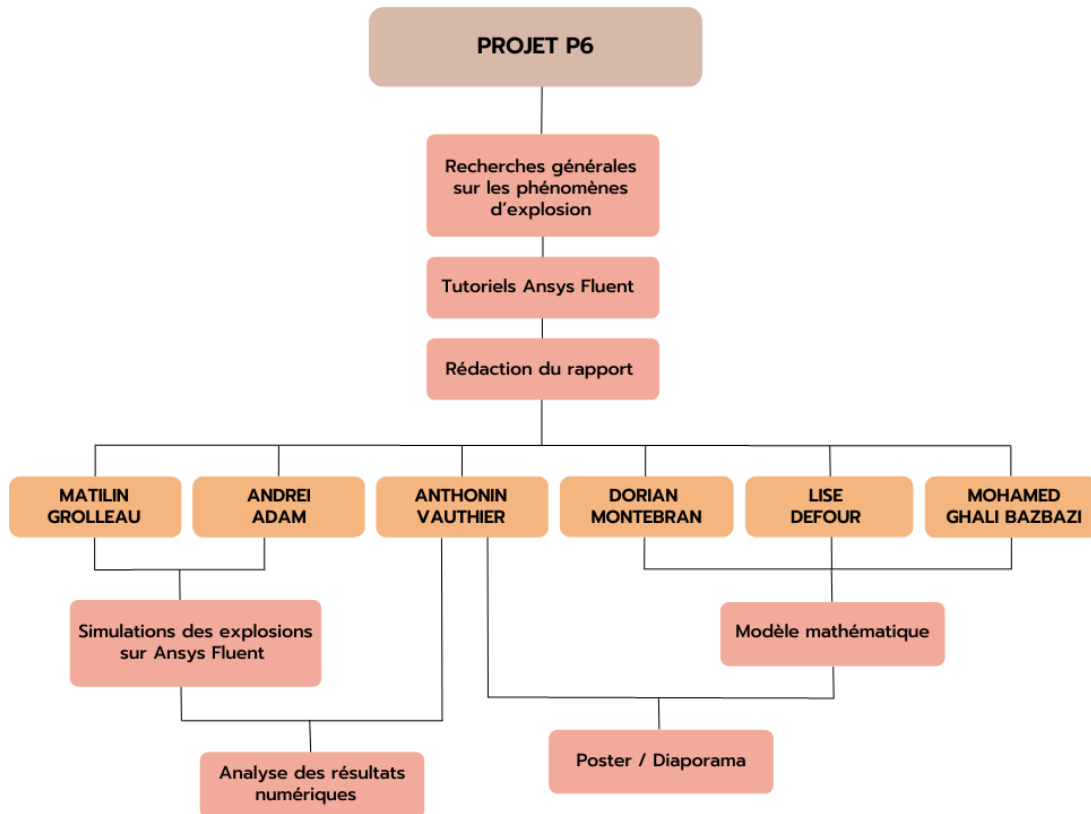 PROJET P6
Recherches générales
sur les phénomènes
d'explosion
Tutoriels Ansys Fluent
Rédaction du rapport
MATILIN
GROLLEAU
ANDREI
ADAM
ANTHONIN
VAUTHIER
DORIAN
MONTEBRAN
LISE
DEFOUR
MOHAMED
GHALI BAZBAZI
Simulations des explosions
sur Ansys Fluent
Modèle mathématique
Analyse des résultats
numériques
Poster / Diaporama